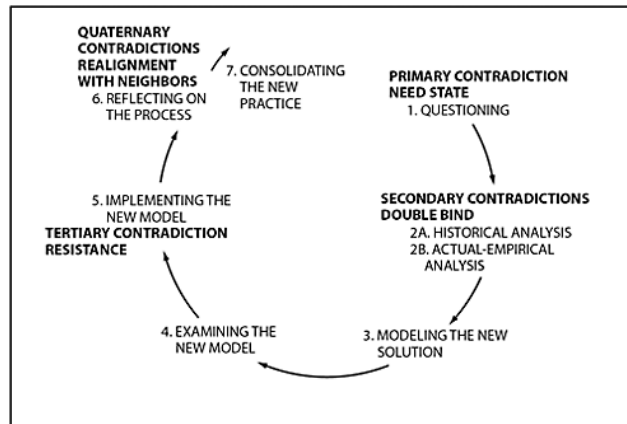 QUATERNARY
CONTRADICTIONS
REALIGNMENT
WITH NEIGHBORS
6. REFLECTING ON
THE PROCESS
7. CONSOLIDATING
THE NEW
PRACTICE
PRIMARY CONTRADICTION
NEED STATE
1. QUESTIONING
5. IMPLEMENTING THE
NEW MODEL
TERTIARY CONTRADICTION
RESISTANCE
SECONDARY CONTRADICTIONS
DOUBLE BIND
2A. HISTORICAL ANALYSIS
2B. ACTUAL-EMPIRICAL
ANALYSIS
4. EXAMINING THE
NEW MODEL
3. MODELING THE NEW
SOLUTION